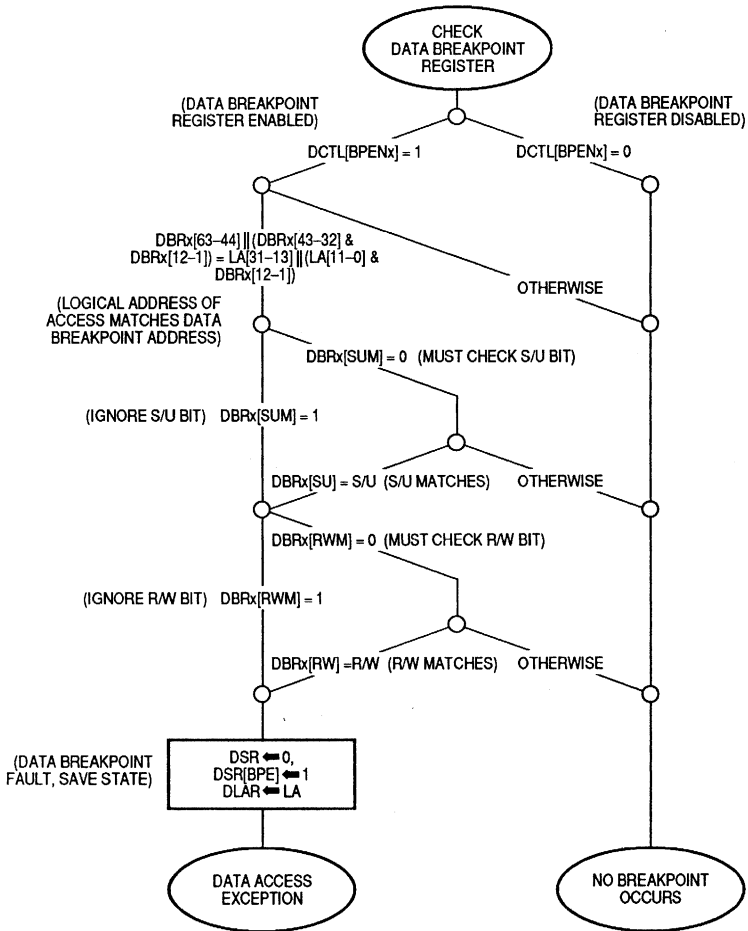 CHECK
DATA BREAKPOINT
REGISTER
(DATA BREAKPOINT
REGISTER ENABLED)
(DATA BREAKPOINT
REGISTER DISABLED)
DCTL[BPENx] = 1
DCTL[BPENx] = 0
DBRx[63–44] || (DBRx[43–32] &
DBRx[12–1]) = LA[31–13] || (LA[11–0] &
DBRx[12–1])
OTHERWISE
(LOGICAL ADDRESS OF
ACCESS MATCHES DATA
BREAKPOINT ADDRESS)
DBRx[SUM] = 0 (MUST CHECK S/U BIT)
(IGNORE S/U BIT) DBRx[SUM] = 1
DBRx[SU] = S/U (S/U MATCHES)
OTHERWISE
DBRx[RWM] = 0 (MUST CHECK R/W BIT)
(IGNORE R/W BIT) DBRx[RWM] = 1
DBRx[RW] =R/W (R/W MATCHES)
OTHERWISE
(DATA BREAKPOINT
FAULT, SAVE STATE)
DSR ⬅ 0,
DSR[BPE] ⬅ 1
DLAR ⬅ LA
DATA ACCESS
EXCEPTION
NO BREAKPOINT
OCCURS